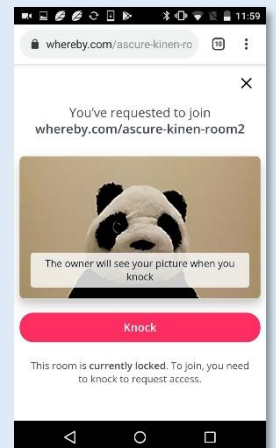 11:59
whereby.com/ascure-kinen-ro
10
You've requested to join
whereby.com/ascure-kinen-room2
The owner will see your picture when you
knock
Knock
This room is currently locked. To join, you need
to knock to request access.